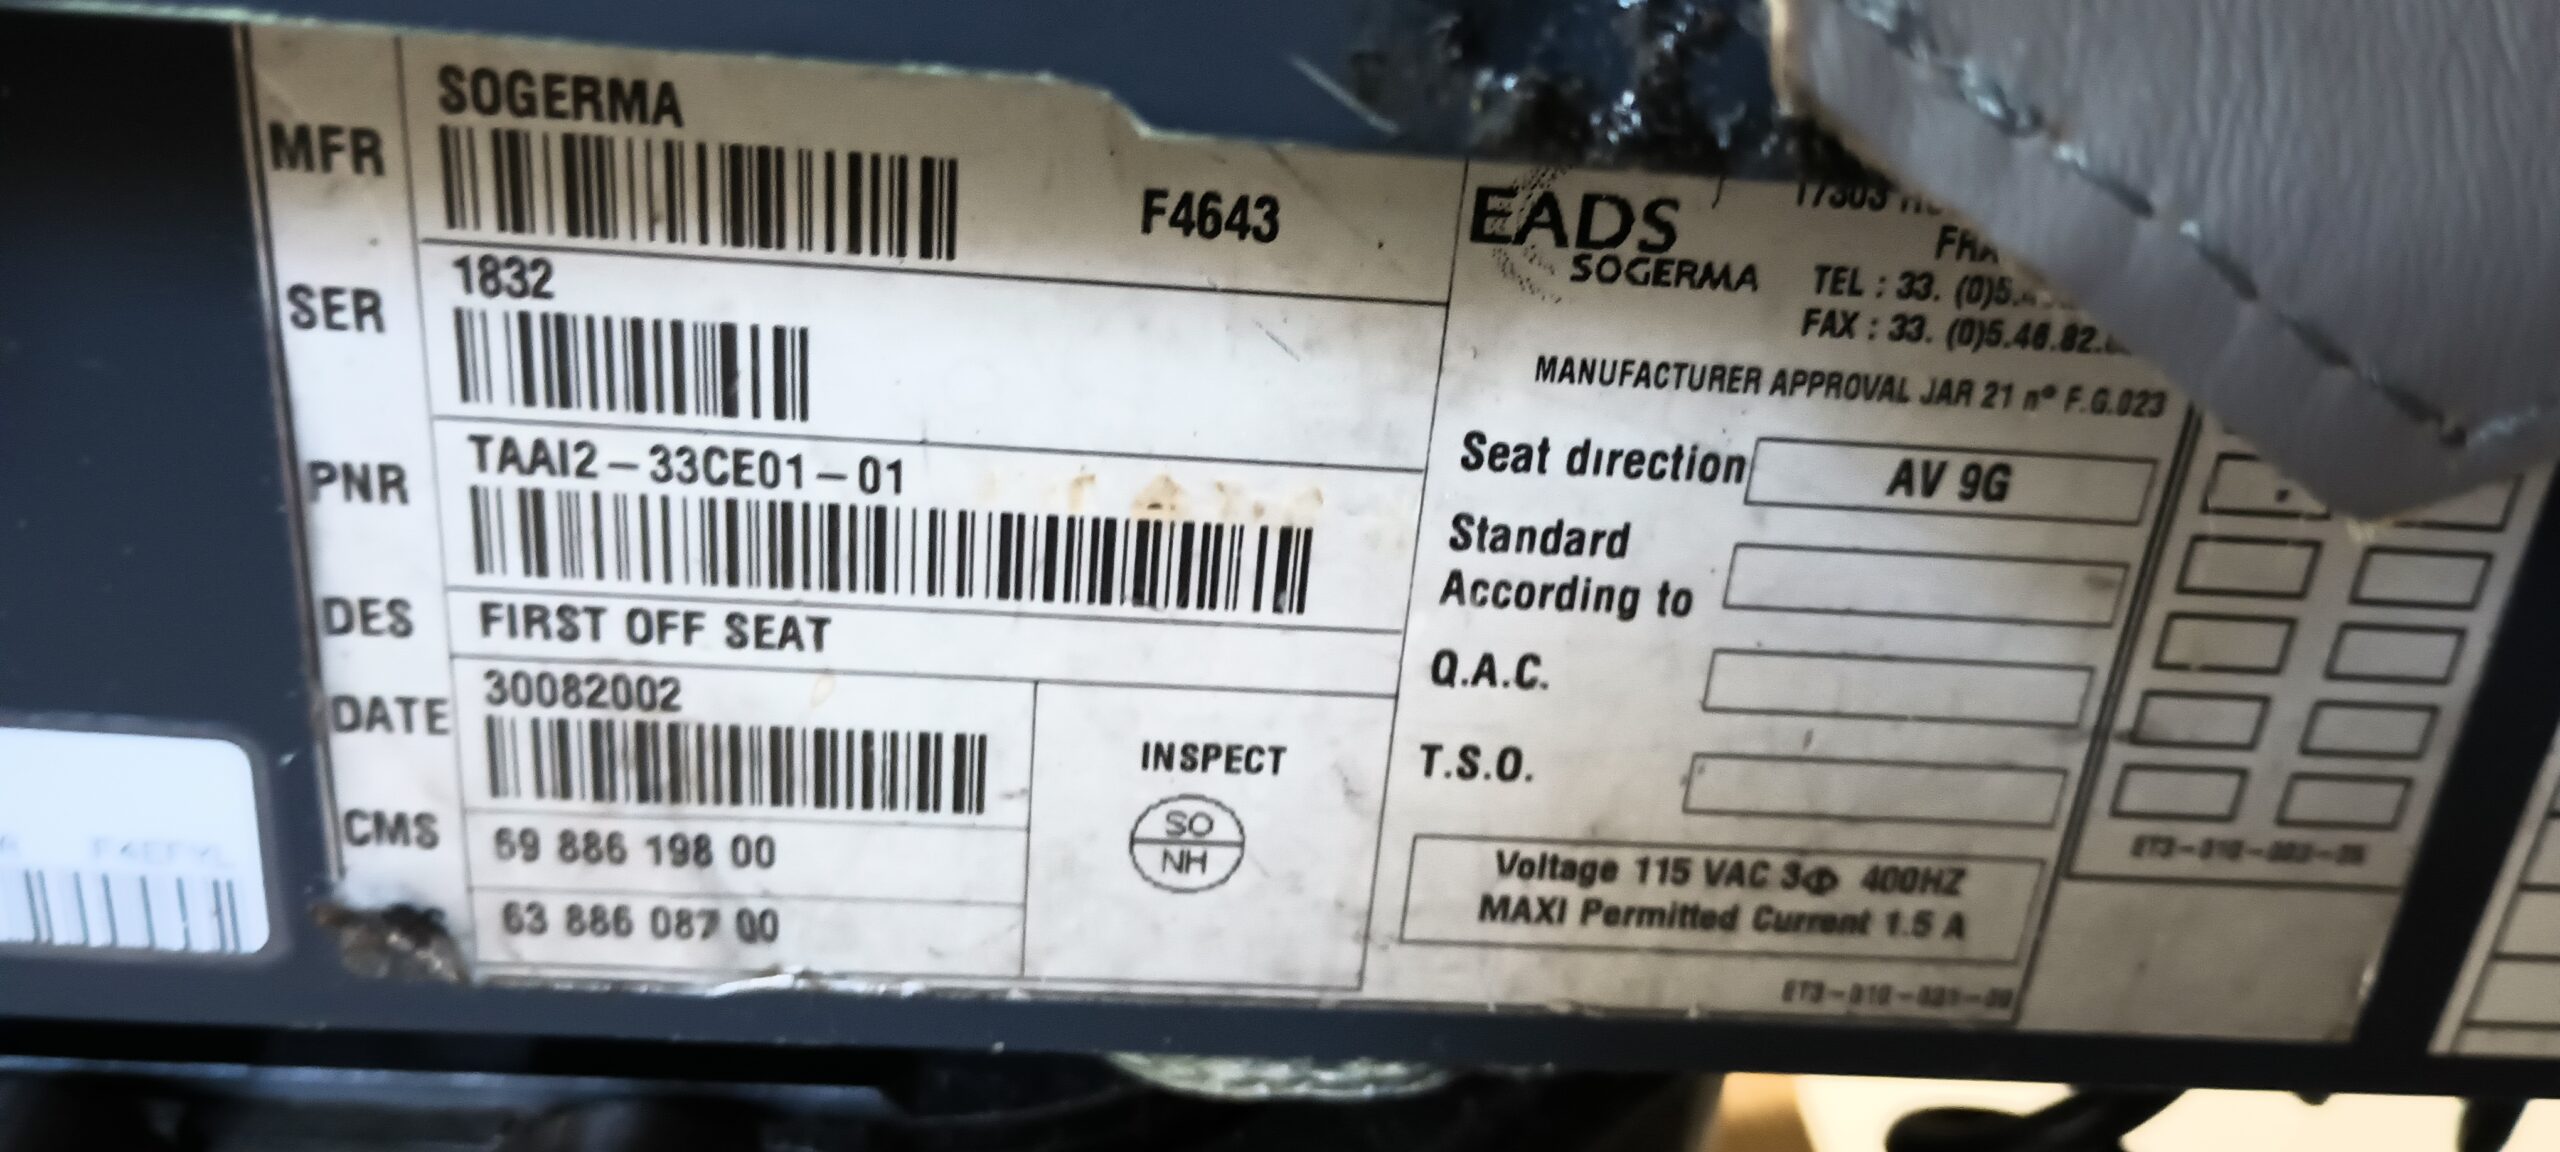 MFR
SOGERMA
F4643
SER
1832
PNR
TAAI2-33CE01-01
DES
FIRST OFF SEAT
DATE
30082002
CMS
69 886 198 00
63 886 087 00
INSPECT
SO
NH
EADS
SOGERMA
17303
TEL : 33. (0)5.
FAX : 33. (0)5.46.82.
MANUFACTURER APPROVAL JAR 21 n° F.G.023
Seat direction
AV 9G
Standard
According to
Q.A.C.
T.S.O.
Voltage 115 VAC 3Φ 400HZ
MAXI Permitted Current 1.5 A